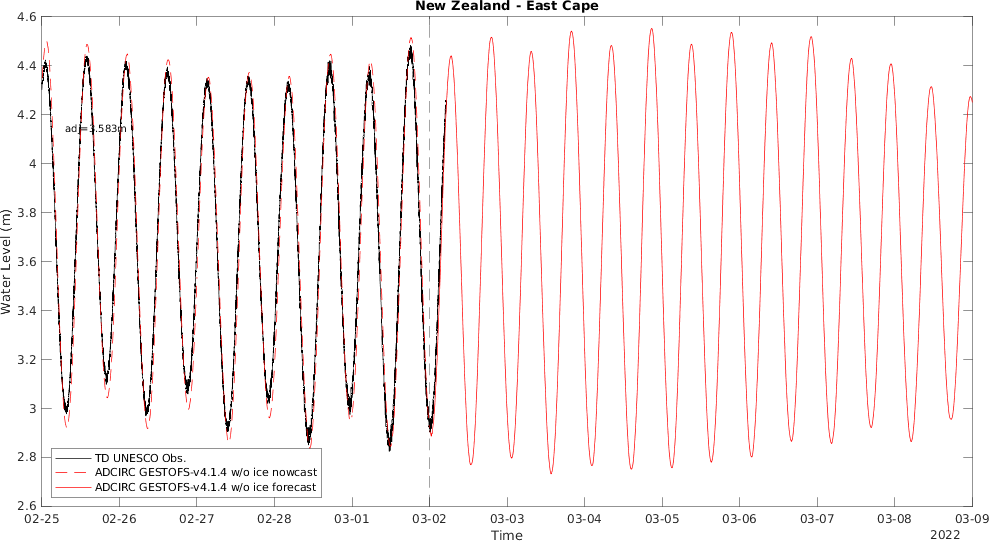 New Zealand - East Cape
4.6
4.4
4.2
4
3.8
3.6
3.4
3.2
3
2.8
2.6
Water Level (m)
adj=3.583m
TD UNESCO Obs.
ADCIRC GESTOFS-v4.1.4 w/o ice nowcast
ADCIRC GESTOFS-v4.1.4 w/o ice forecast
02-25 02-26 02-27 02-28 03-01 03-02 03-03 03-04 03-05 03-06 03-07 03-08 03-09
Time
2022